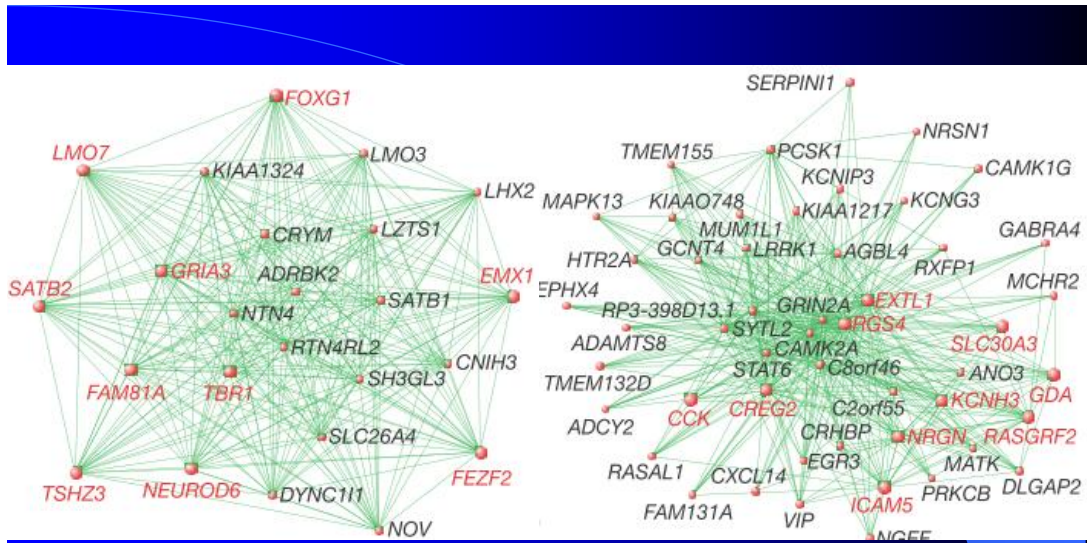 FOXG1
LMO7
LMO3
KIAA1324
LHX2
CRYM
LZTS1
GRIA3
ADRBK2
SATB2
EMX1
SATB1
NTN4
RTN4RL2
CNIH3
FAM81A
TBR1
SH3GL3
SLC26A4
TSHZ3
NEUROD6
FEZF2
DYNC1I1
NOV
SERPINI1
NRSN1
TMEM155
PCSK1
CAMK1G
KCNIP3
MAPK13
KIAAO748
KIAA1217
KCNG3
MUM1L1
GABRA4
GCNT4
LRRK1
AGBL4
HTR2A
RXFP1
MCHR2
EPHX4
RP3-398D13.1
GRIN2A
EXTL1
SYTL2
RGS4
ADAMTS8
CAMK2A
SLC30A3
STAT6
C8orf46
TMEM132D
ANO3
GDA
CCK
CREG2
C2orf55
KCNH3
ADCY2
CRHBP
NRGN
RASGRF2
RASAL1
CXCL14
EGR3
MATK
PRKCB
DLGAP2
FAM131A
VIP
ICAM5